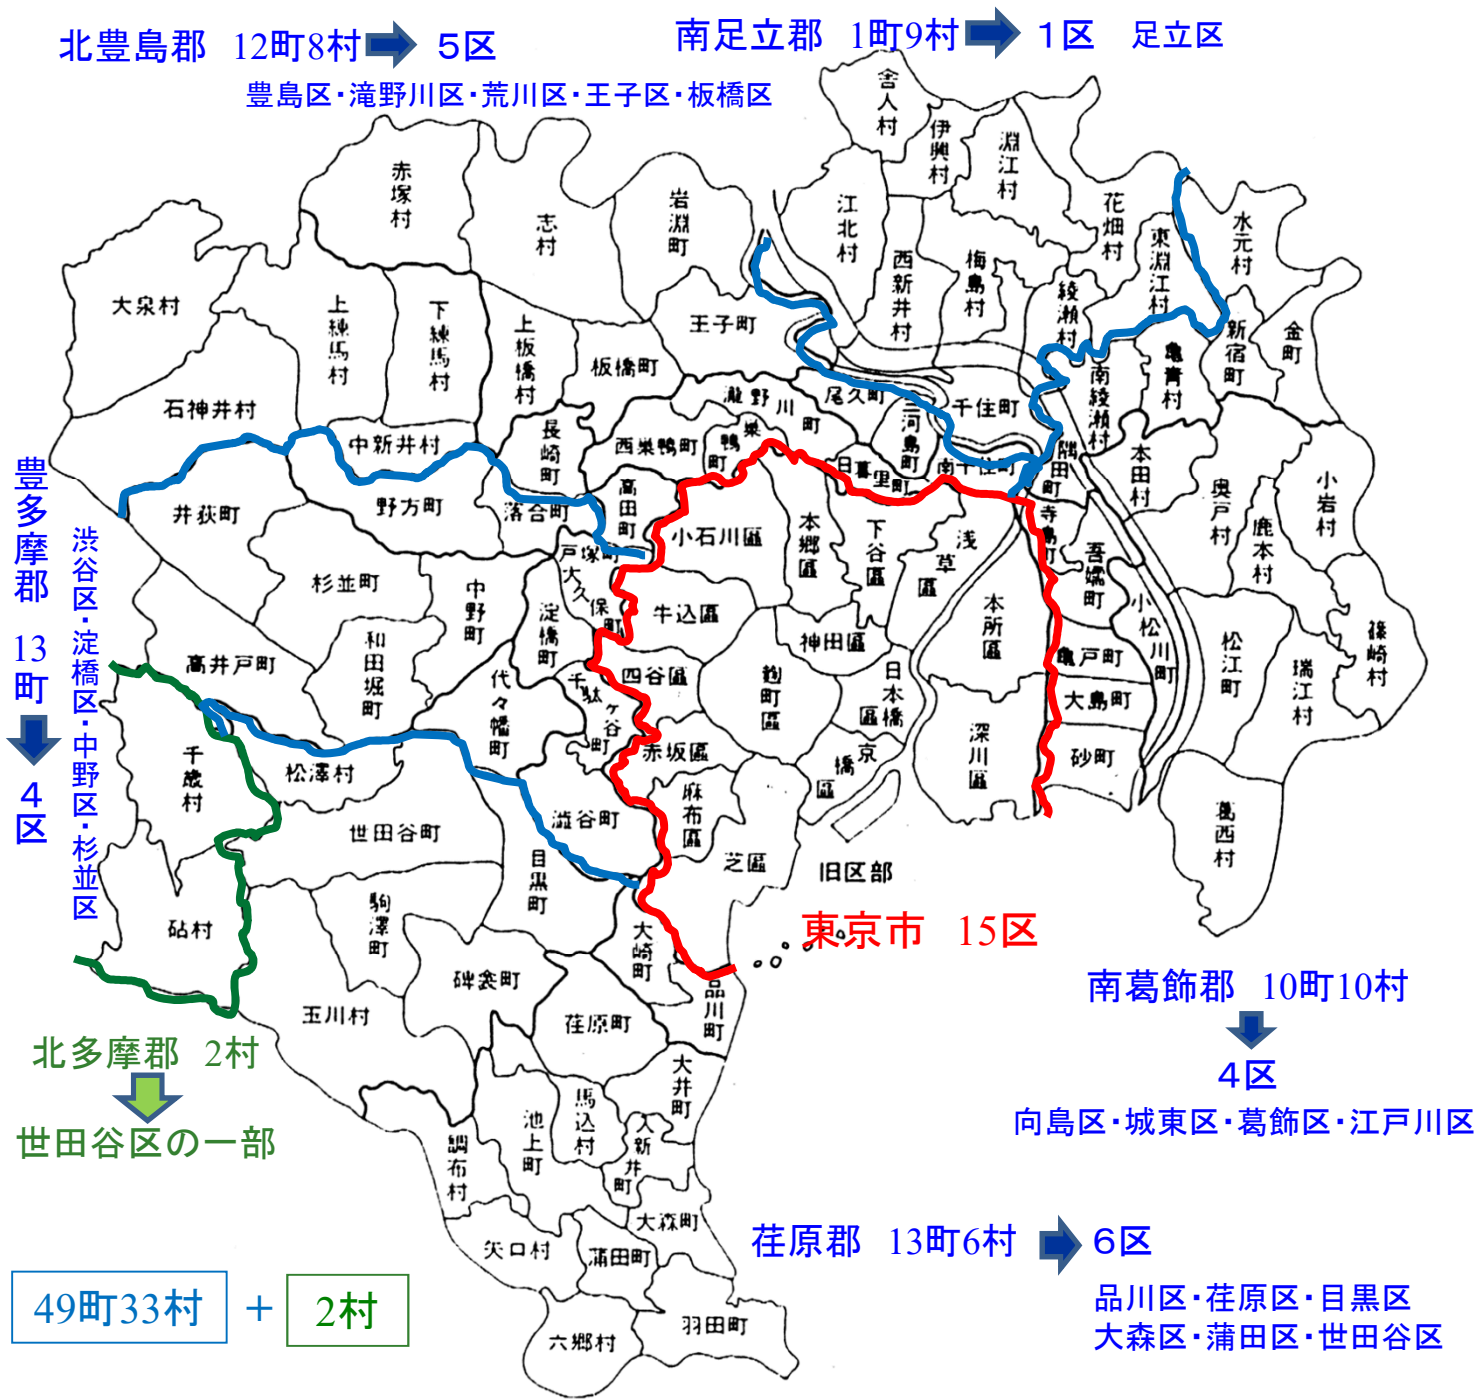 北豊島郡 12町8村 5区
豊島区・滝野川区・荒川区・王子区・板橋区
南足立郡 1町9村 1区 足立区
舎人村
伊興村
淵江村
赤塚村
志村
岩淵町
江北村
西新井村
梅島村
花畑村
東淵江村
水元村
綾瀬村
大泉村
上練馬村
下練馬村
上板橋村
板橋町
王子町
新宿町
金町
亀青村
南綾瀬村
石神井村
中新井村
長崎町
西巣鴨町
巣鴨町
瀧野川町
尾久町
三河島町
千住町
日暮里町
南千住町
隅田町
本田村
奥戸村
小岩村
鹿本村
井荻町
野方町
落合町
高田町
戸塚町
大久保町
小石川區
本郷區
下谷區
浅草區
本所區
寺島町
吾嬬町
小松川町
杉並町
中野町
淀橋町
牛込區
神田區
亀戸町
松江町
瑞江村
篠崎村
高井戸町
和田堀町
代々幡町
千駄ヶ谷町
四谷區
麹町區
日本橋區
大島町
千歳村
松澤村
澁谷町
赤坂區
京橋區
深川區
砂町
葛西村
世田谷町
目黒町
麻布區
芝區
旧区部
東京市 15区
砧村
駒澤町
大崎町
碑衾町
品川町
玉川村
荏原町
大井町
馬込村
池上町
入新井町
調布村
大森町
矢口村
蒲田町
六郷村
羽田町
豊多摩郡 13町 4区
渋谷区・淀橋区・中野区・杉並区
北多摩郡 2村
世田谷区の一部
南葛飾郡 10町10村
4区
向島区・城東区・葛飾区・江戸川区
荏原郡 13町6村 6区
品川区・荏原区・目黒区
大森区・蒲田区・世田谷区
49町33村 + 2村